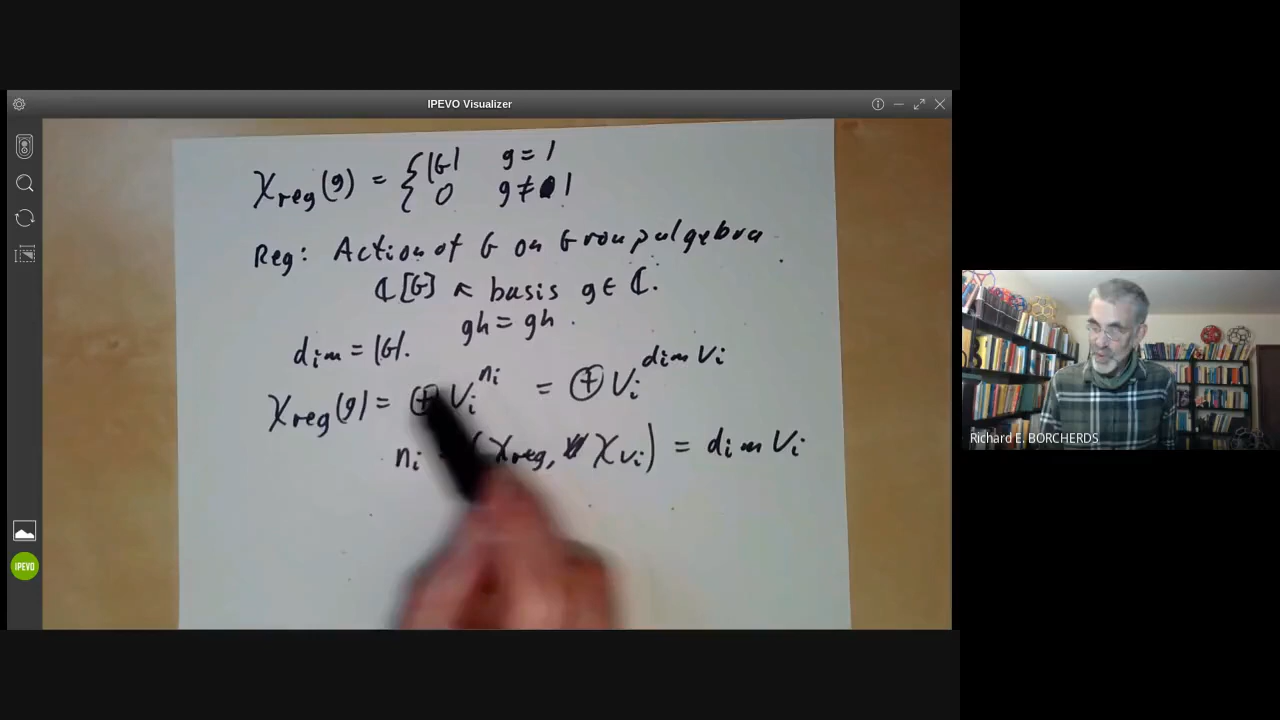 IPEVO Visualizer
χreg(g) = { |G| g = 1
0 g ≠ 1
Reg: Action of G on Group algebra
ℂ[G] ↖ basis g ∈ ℂ.
gh = gh .
dim = |G|.
χreg(g) = ⊕ Vi^ni = ⊕ Vi^dim Vi
ni (χreg, χVi) = dim Vi
Richard E. BORCHERDS
IPEVO